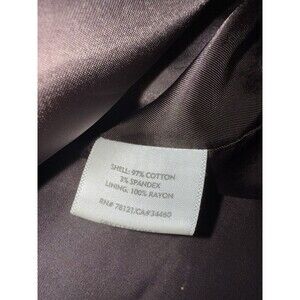 SHELL: 97% COTTON
3% SPANDEX
LINING: 100% RAYON
RN# 78121/CA#34460